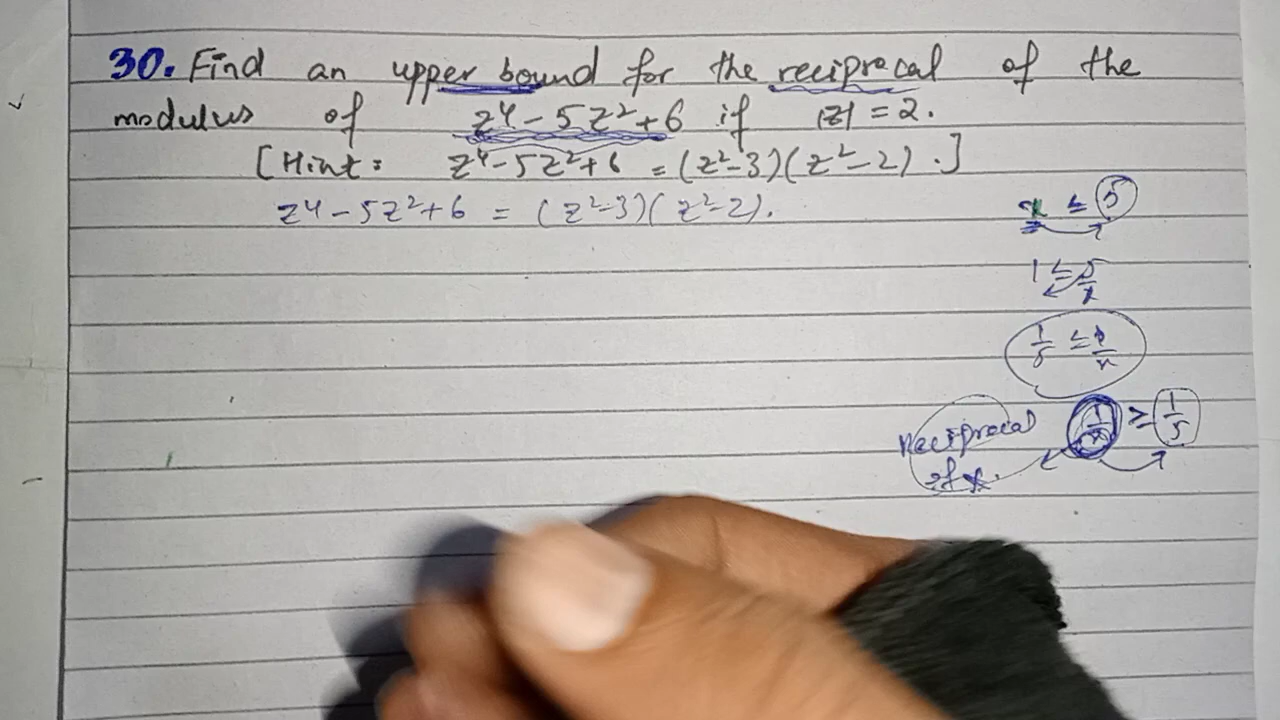 30. Find an upper bound for the reciprocal of the
modulus of z⁴ - 5z² + 6 if |z| = 2.
[Hint: z⁴ - 5z² + 6 = (z² - 3)(z² - 2).]
z⁴ - 5z² + 6 = (z² - 3)(z² - 2).
x ≤ 5
1 ≤ 5/x
1/5 ≤ 1/x
Reciprocal 1/x ≥ 1/5
of x.